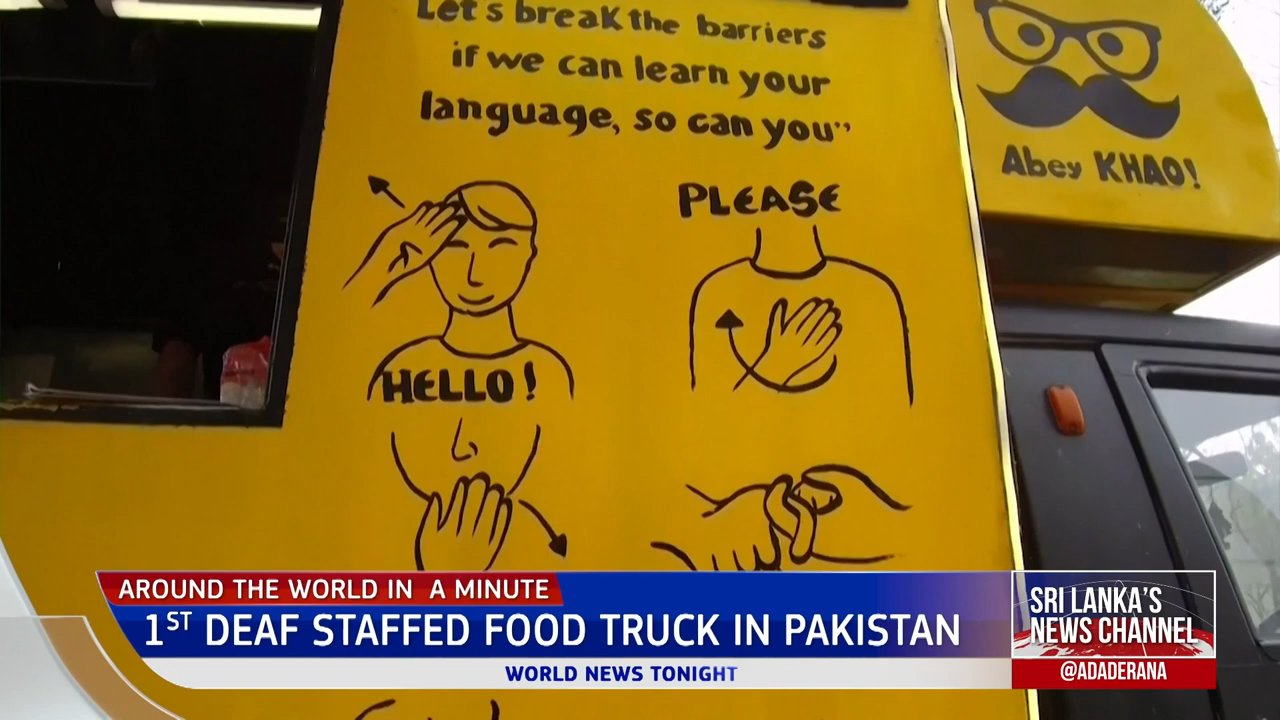 Let's break the barriers
if we can learn your
language, so can you"
Abey KHAO!
PLEASE
HELLO!
AROUND THE WORLD IN A MINUTE
1ST DEAF STAFFED FOOD TRUCK IN PAKISTAN
WORLD NEWS TONIGHT
SRI LANKA'S
NEWS CHANNEL
@ADADERANA